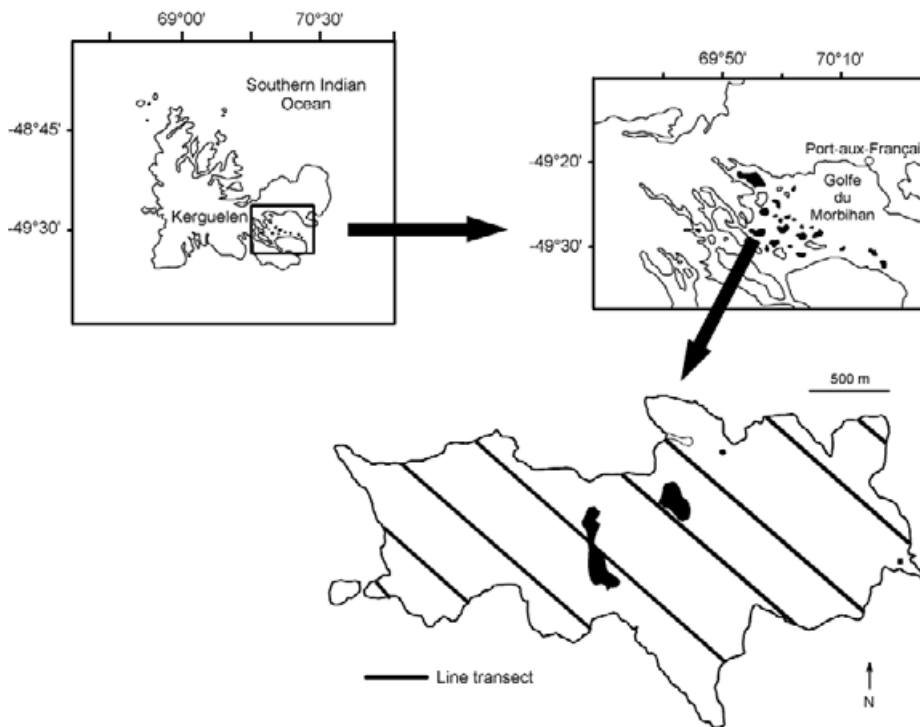 69°00'
70°30'
Southern Indian
Ocean
-48°45'
Kerguelen
-49°30'
69°50'
70°10'
-49°20'
Port-aux-Françai
Golfe
du
Morbihan
-49°30'
500 m
Line transect
N